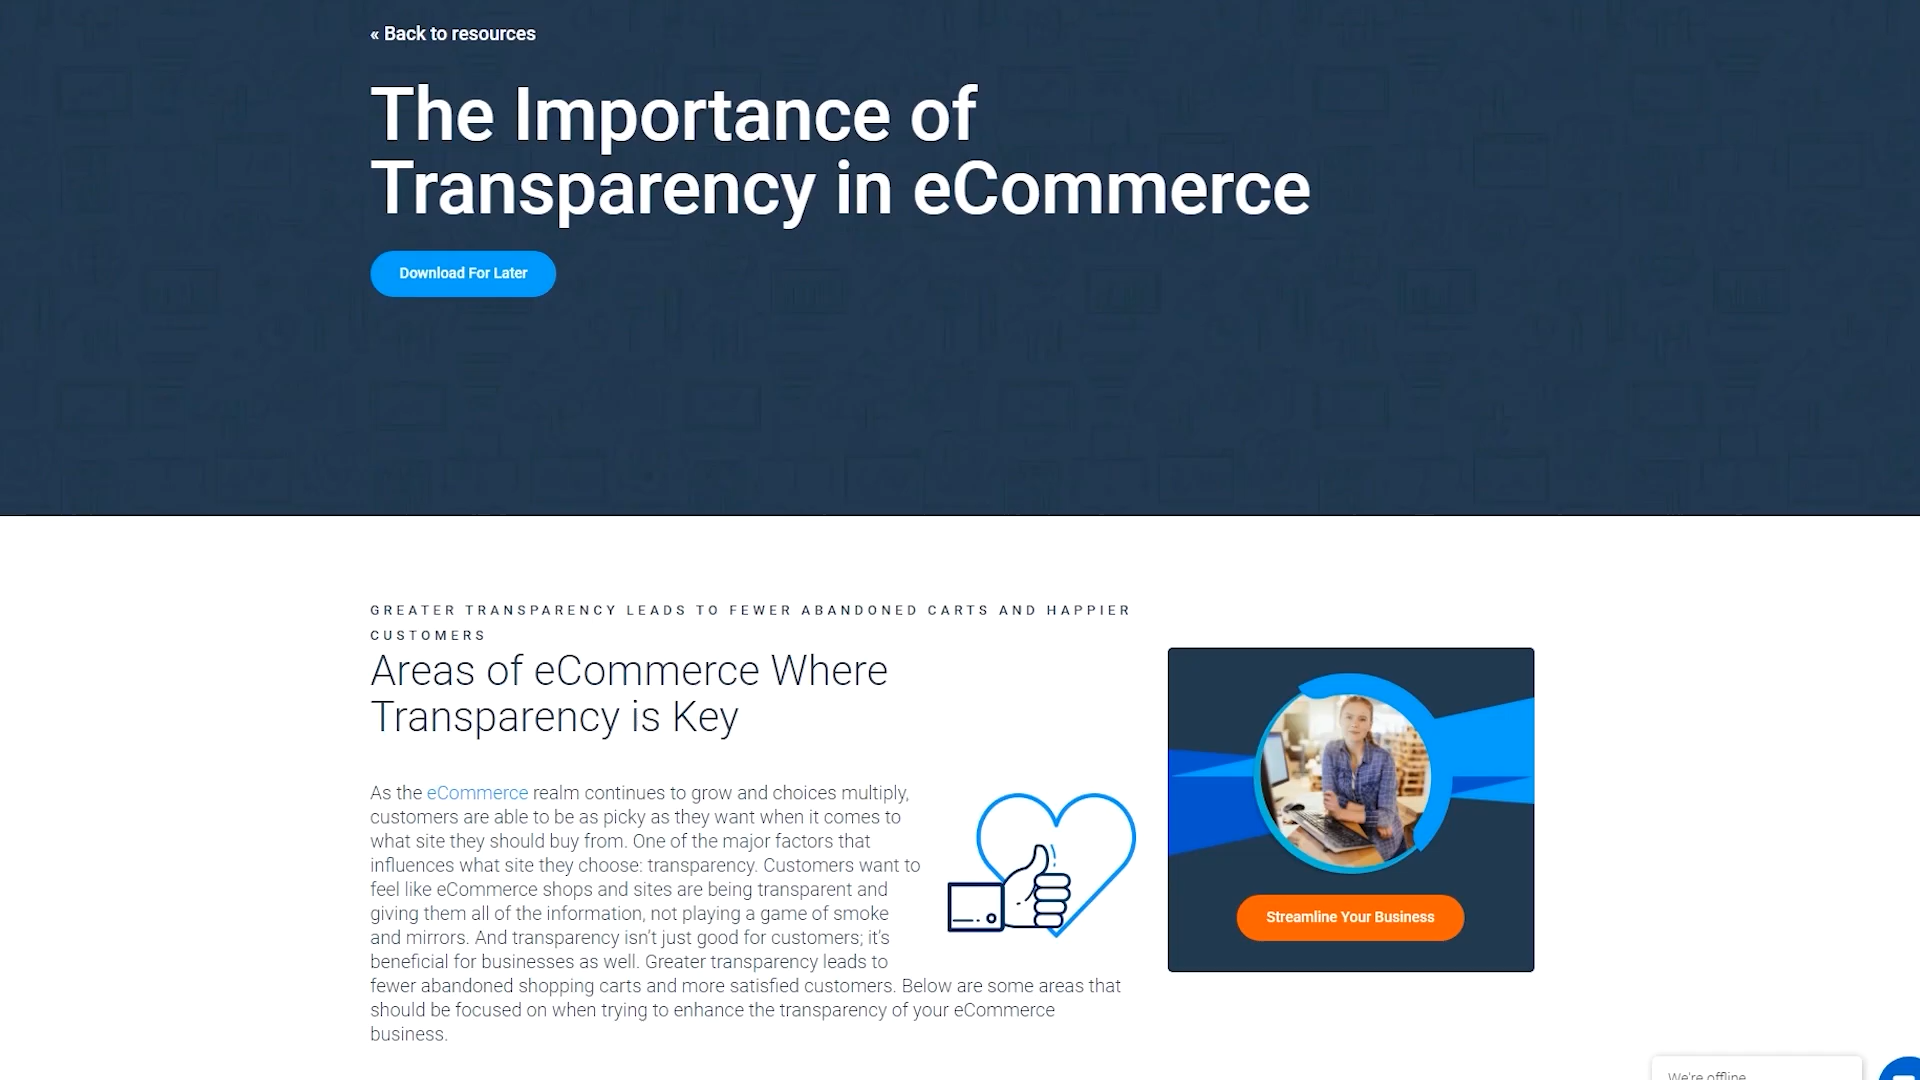 « Back to resources
The Importance of
Transparency in eCommerce
Download For Later
GREATER TRANSPARENCY LEADS TO FEWER ABANDONED CARTS AND HAPPIER
CUSTOMERS
Areas of eCommerce Where
Transparency is Key
As the eCommerce realm continues to grow and choices multiply,
customers are able to be as picky as they want when it comes to
what site they should buy from. One of the major factors that
influences what site they choose: transparency. Customers want to
feel like eCommerce shops and sites are being transparent and
giving them all of the information, not playing a game of smoke
and mirrors. And transparency isn’t just good for customers; it’s
beneficial for businesses as well. Greater transparency leads to
fewer abandoned shopping carts and more satisfied customers. Below are some areas that
should be focused on when trying to enhance the transparency of your eCommerce
business.
Streamline Your Business
We're offline